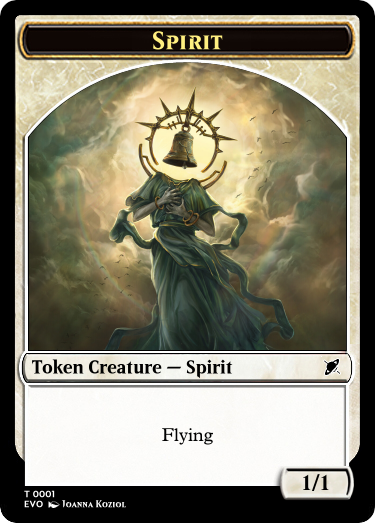 Spirit
Token Creature — Spirit
Flying
1/1
T 0001
EVO Joanna Koziol